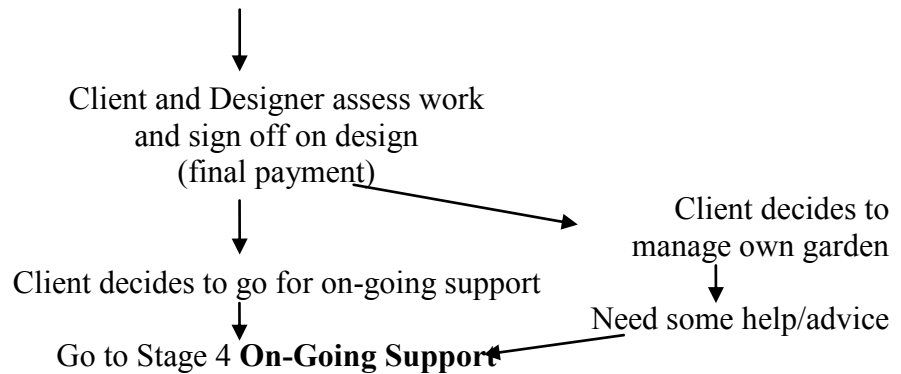 Client and Designer assess work
and sign off on design
(final payment)
Client decides to
manage own garden
Client decides to go for on-going support
Need some help/advice
Go to Stage 4 On-Going Support